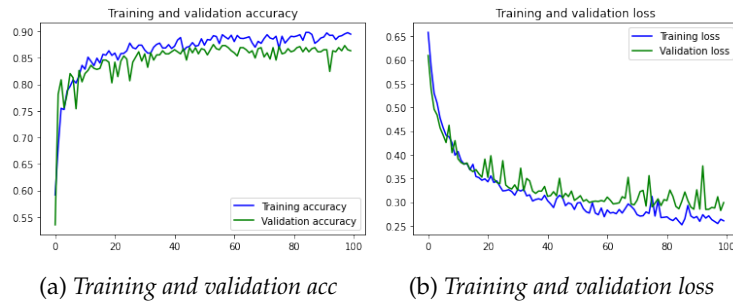 Training and validation accuracy
0.90
0.85
0.80
0.75
0.70
0.65
0.60
0.55
0 20 40 60 80 100
Training accuracy
Validation accuracy
(a) Training and validation acc
Training and validation loss
0.65
0.60
0.55
0.50
0.45
0.40
0.35
0.30
0.25
0 20 40 60 80 100
Training loss
Validation loss
(b) Training and validation loss